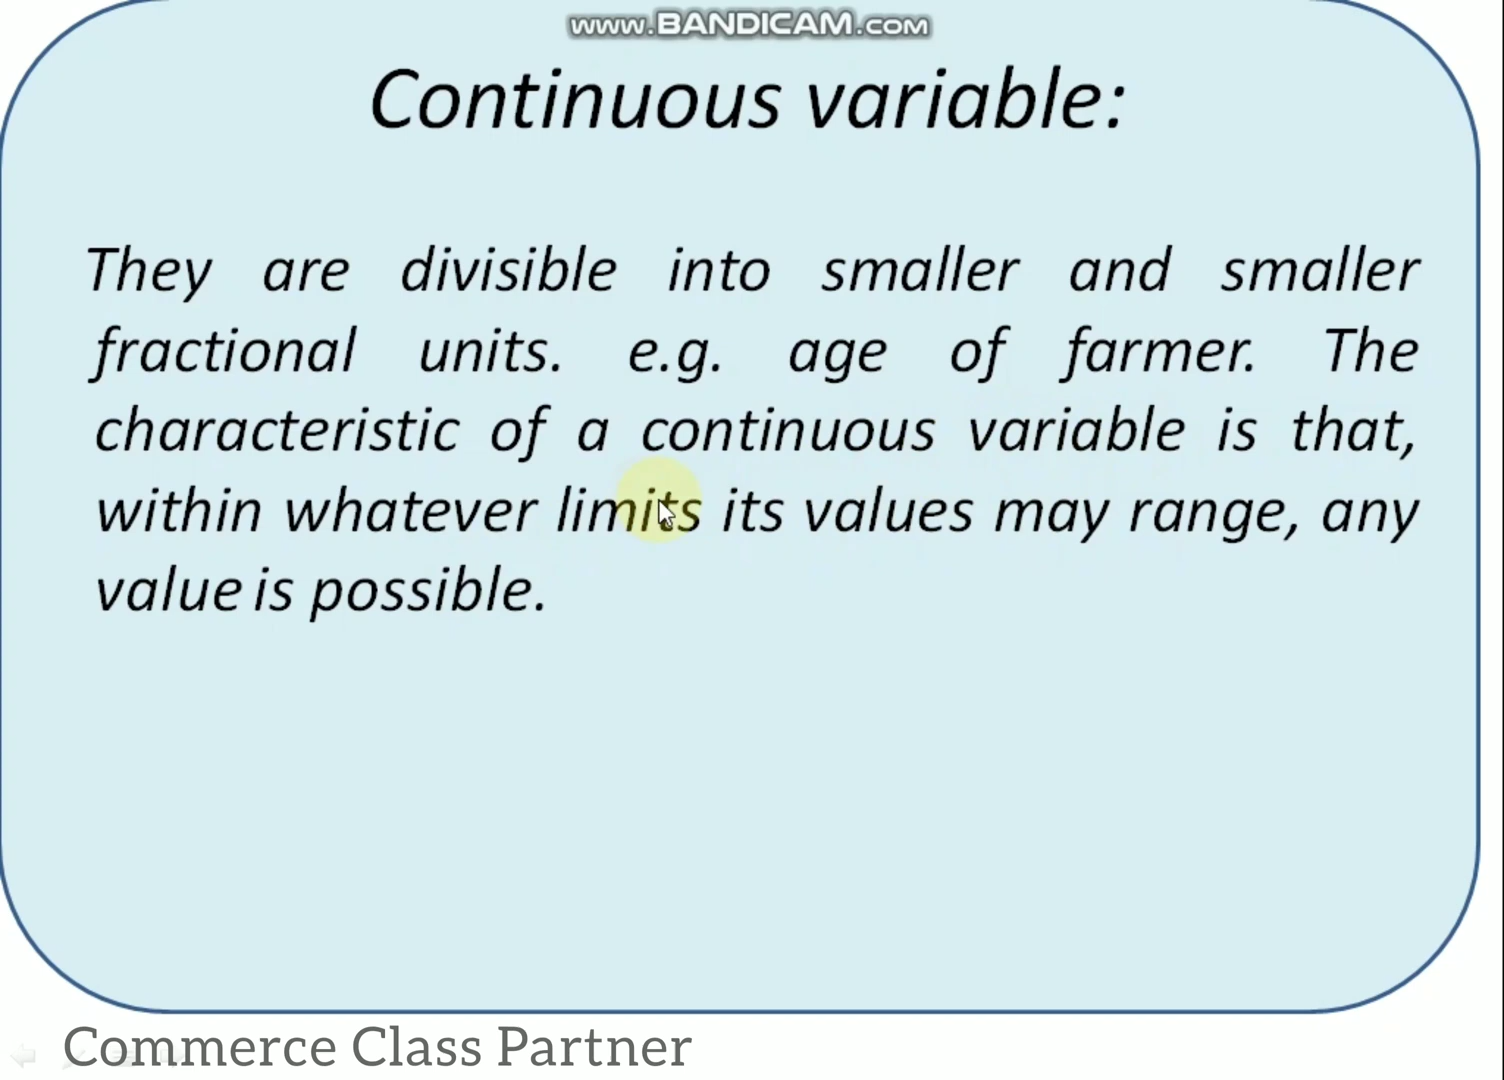 www.BANDICAM.com
Continuous variable:
They are divisible into smaller and smaller
fractional units. e.g. age of farmer. The
characteristic of a continuous variable is that,
within whatever limits its values may range, any
value is possible.
Commerce Class Partner